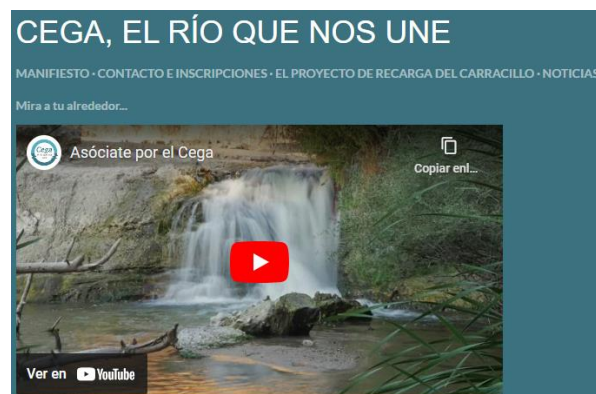 CEGA, EL RÍO QUE NOS UNE
MANIFIESTO · CONTACTO E INSCRIPCIONES · EL PROYECTO DE RECARGA DEL CARRACILLO · NOTICIAS
Mira a tu alrededor...
Cega
Asóciate por el Cega
Copiar enl...
Ver en YouTube